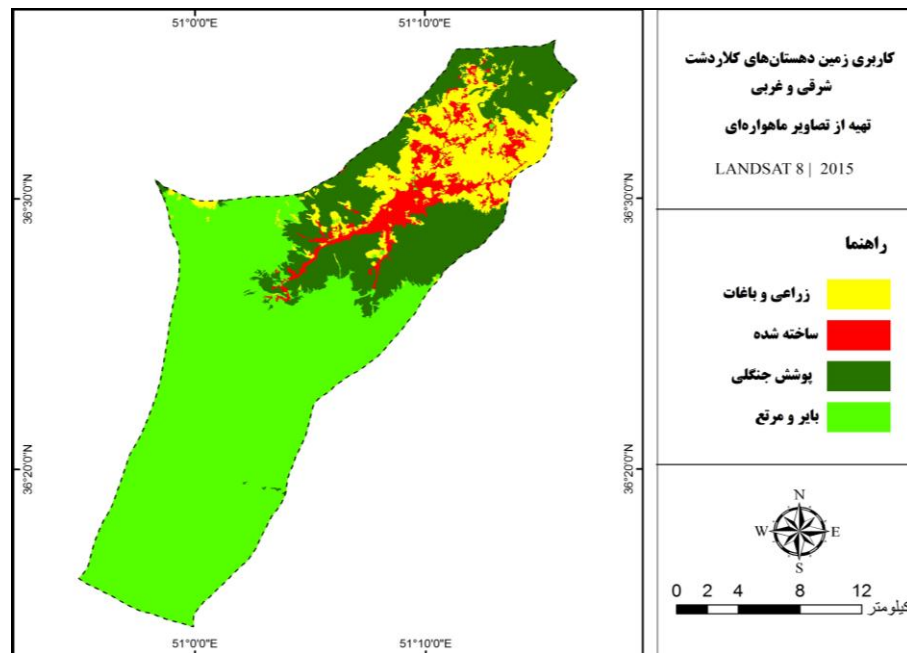 51°0'0"E
51°10'0"E
36°30'0"N
36°30'0"N
36°20'0"N
36°20'0"N
51°0'0"E
51°10'0"E
کاربری زمین دهستان‌های کلاردشت
شرقی و غربی
تهیه از تصاویر ماهواره‌ای
LANDSAT 8 | 2015
راهنما
زراعی و باغات
ساخته شده
پوشش جنگلی
بایر و مرتع
N
W E
S
0 2 4 8 12
کیلومتر